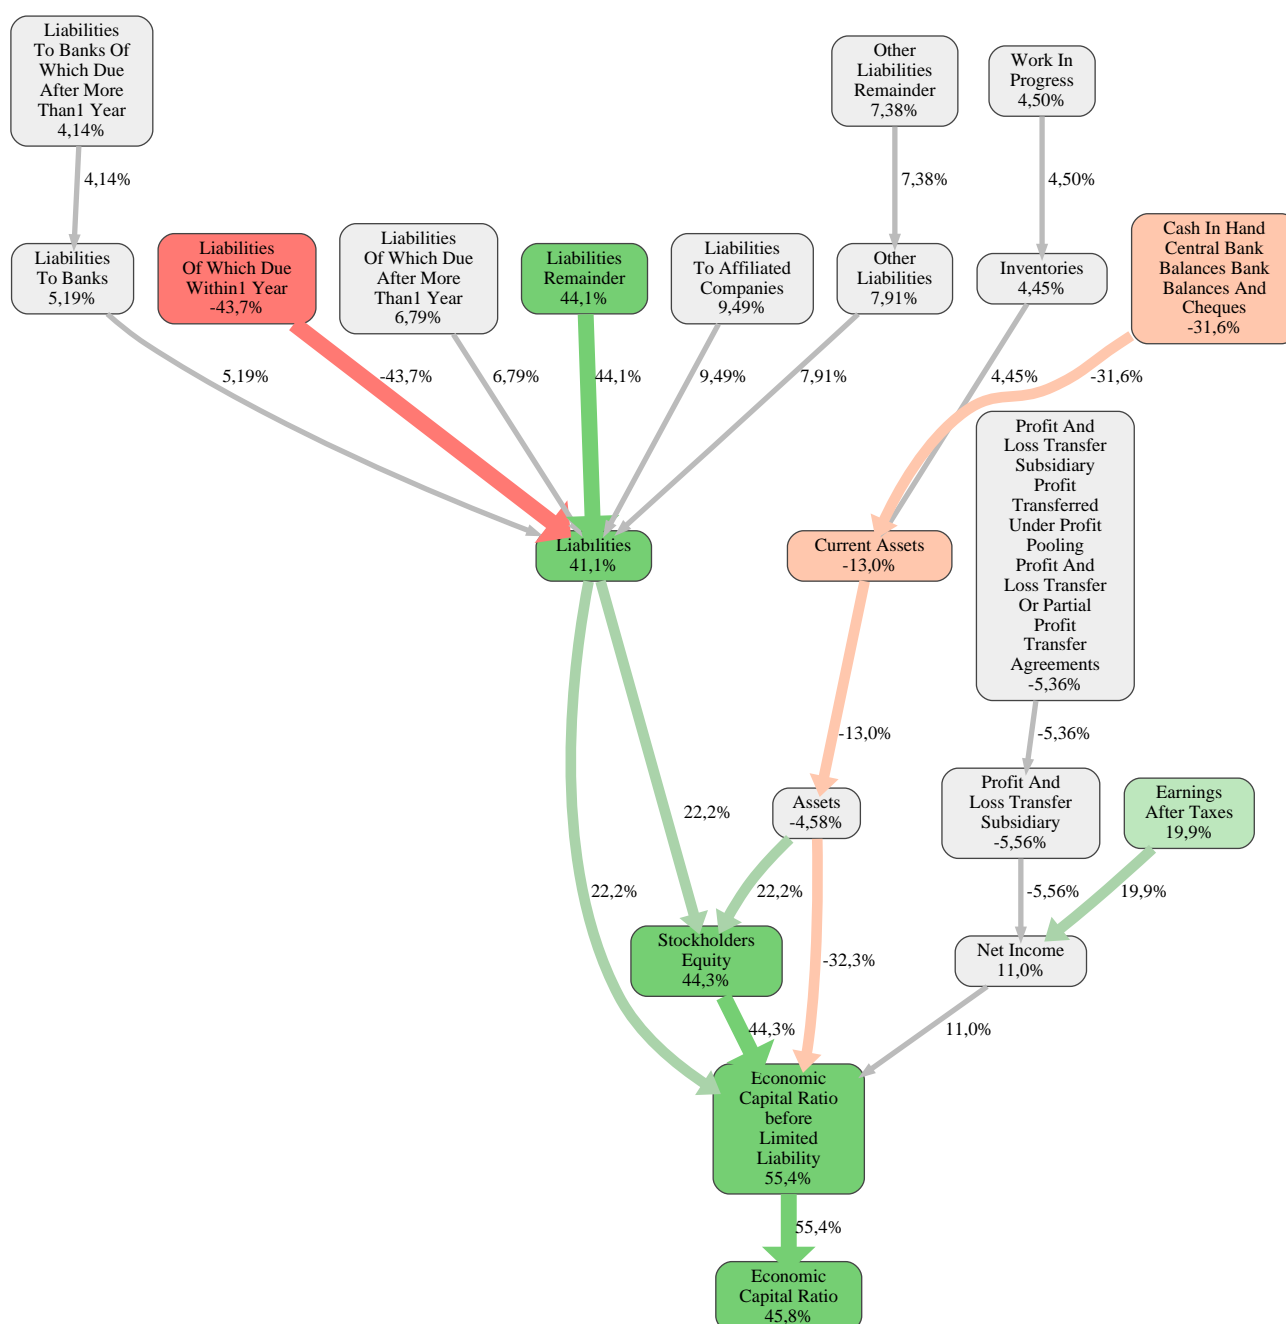 Liabilities
To Banks Of
Which Due
After More
Than1 Year
4,14%
Other
Liabilities
Remainder
7,38%
Work In
Progress
4,50%
4,14%
7,38%
4,50%
Liabilities
To Banks
5,19%
Liabilities
Of Which Due
Within1 Year
-43,7%
Liabilities
Of Which Due
After More
Than1 Year
6,79%
Liabilities
Remainder
44,1%
Liabilities
To Affiliated
Companies
9,49%
Other
Liabilities
7,91%
Inventories
4,45%
Cash In Hand
Central Bank
Balances Bank
Balances And
Cheques
-31,6%
5,19%
-43,7%
6,79%
44,1%
9,49%
7,91%
4,45%
-31,6%
Profit And
Loss Transfer
Subsidiary
Profit
Transferred
Under Profit
Pooling
Profit And
Loss Transfer
Or Partial
Profit
Transfer
Agreements
-5,36%
Liabilities
41,1%
Current Assets
-13,0%
-13,0%
-5,36%
22,2%
Assets
-4,58%
Profit And
Loss Transfer
Subsidiary
-5,56%
Earnings
After Taxes
19,9%
22,2%
22,2%
-5,56%
19,9%
Stockholders
Equity
44,3%
-32,3%
Net Income
11,0%
44,3%
11,0%
Economic
Capital Ratio
before
Limited
Liability
55,4%
55,4%
Economic
Capital Ratio
45,8%